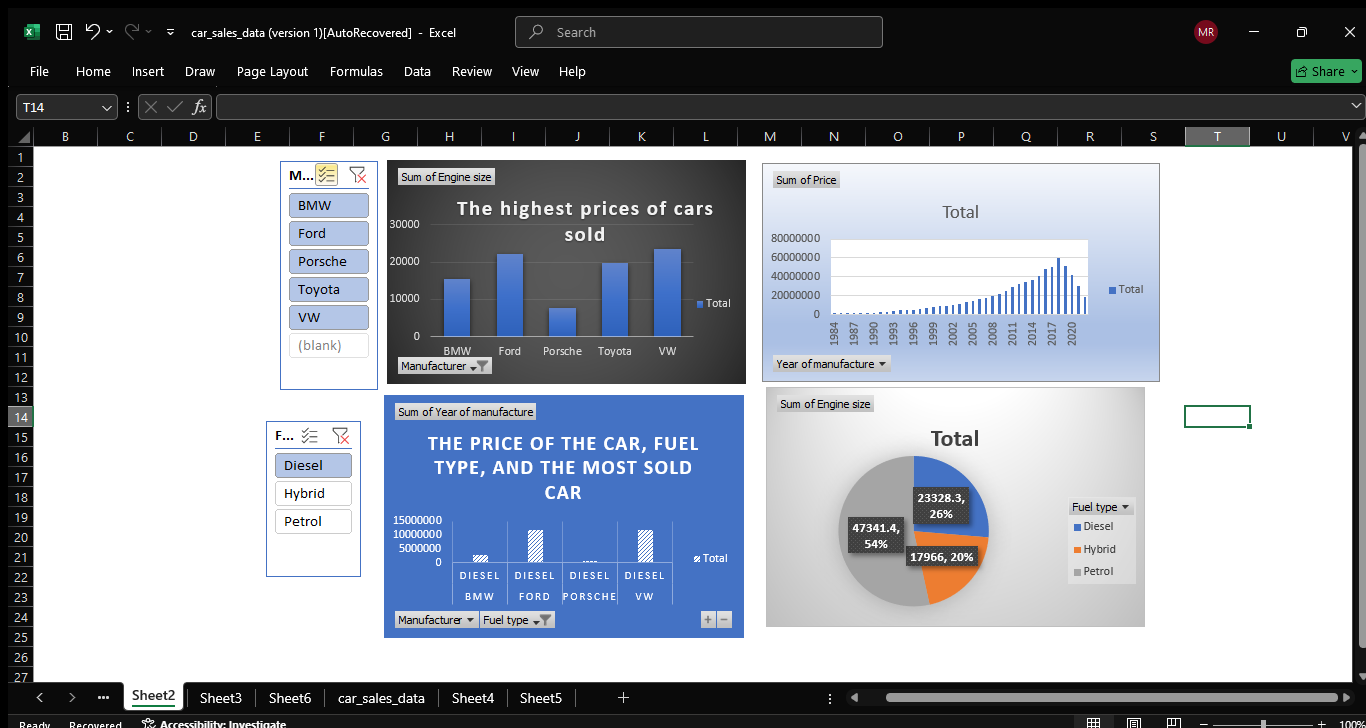 car_sales_data (version 1)[AutoRecovered] - Excel
Search
MR
File Home Insert Draw Page Layout Formulas Data Review View Help
Share
T14
fx
B C D E F G H I J K L M N O P Q R S T U V
1
2
3
4
5
6
7
8
9
10
11
12
13
14
15
16
17
18
19
20
21
22
23
24
25
26
27
M...
BMW
Ford
Porsche
Toyota
VW
(blank)
Sum of Engine size
The highest prices of cars
sold
30000
20000
10000
0
BMW Ford Porsche Toyota VW
Total
Manufacturer
Sum of Price
Total
80000000
60000000
40000000
20000000
0
1984 1987 1990 1993 1996 1999 2002 2005 2008 2011 2014 2017 2020
Total
Year of manufacture
F...
Diesel
Hybrid
Petrol
Sum of Year of manufacture
THE PRICE OF THE CAR, FUEL
TYPE, AND THE MOST SOLD
CAR
15000000
10000000
5000000
0
DIESEL DIESEL DIESEL DIESEL
BMW FORD PORSCHE VW
Total
Manufacturer Fuel type
+ −
Sum of Engine size
Total
23328.3,
26%
47341.4,
54%
17966, 20%
Fuel type
Diesel
Hybrid
Petrol
Sheet2 Sheet3 Sheet6 car_sales_data Sheet4 Sheet5 +
Ready Recovered Accessibility: Investigate 100%